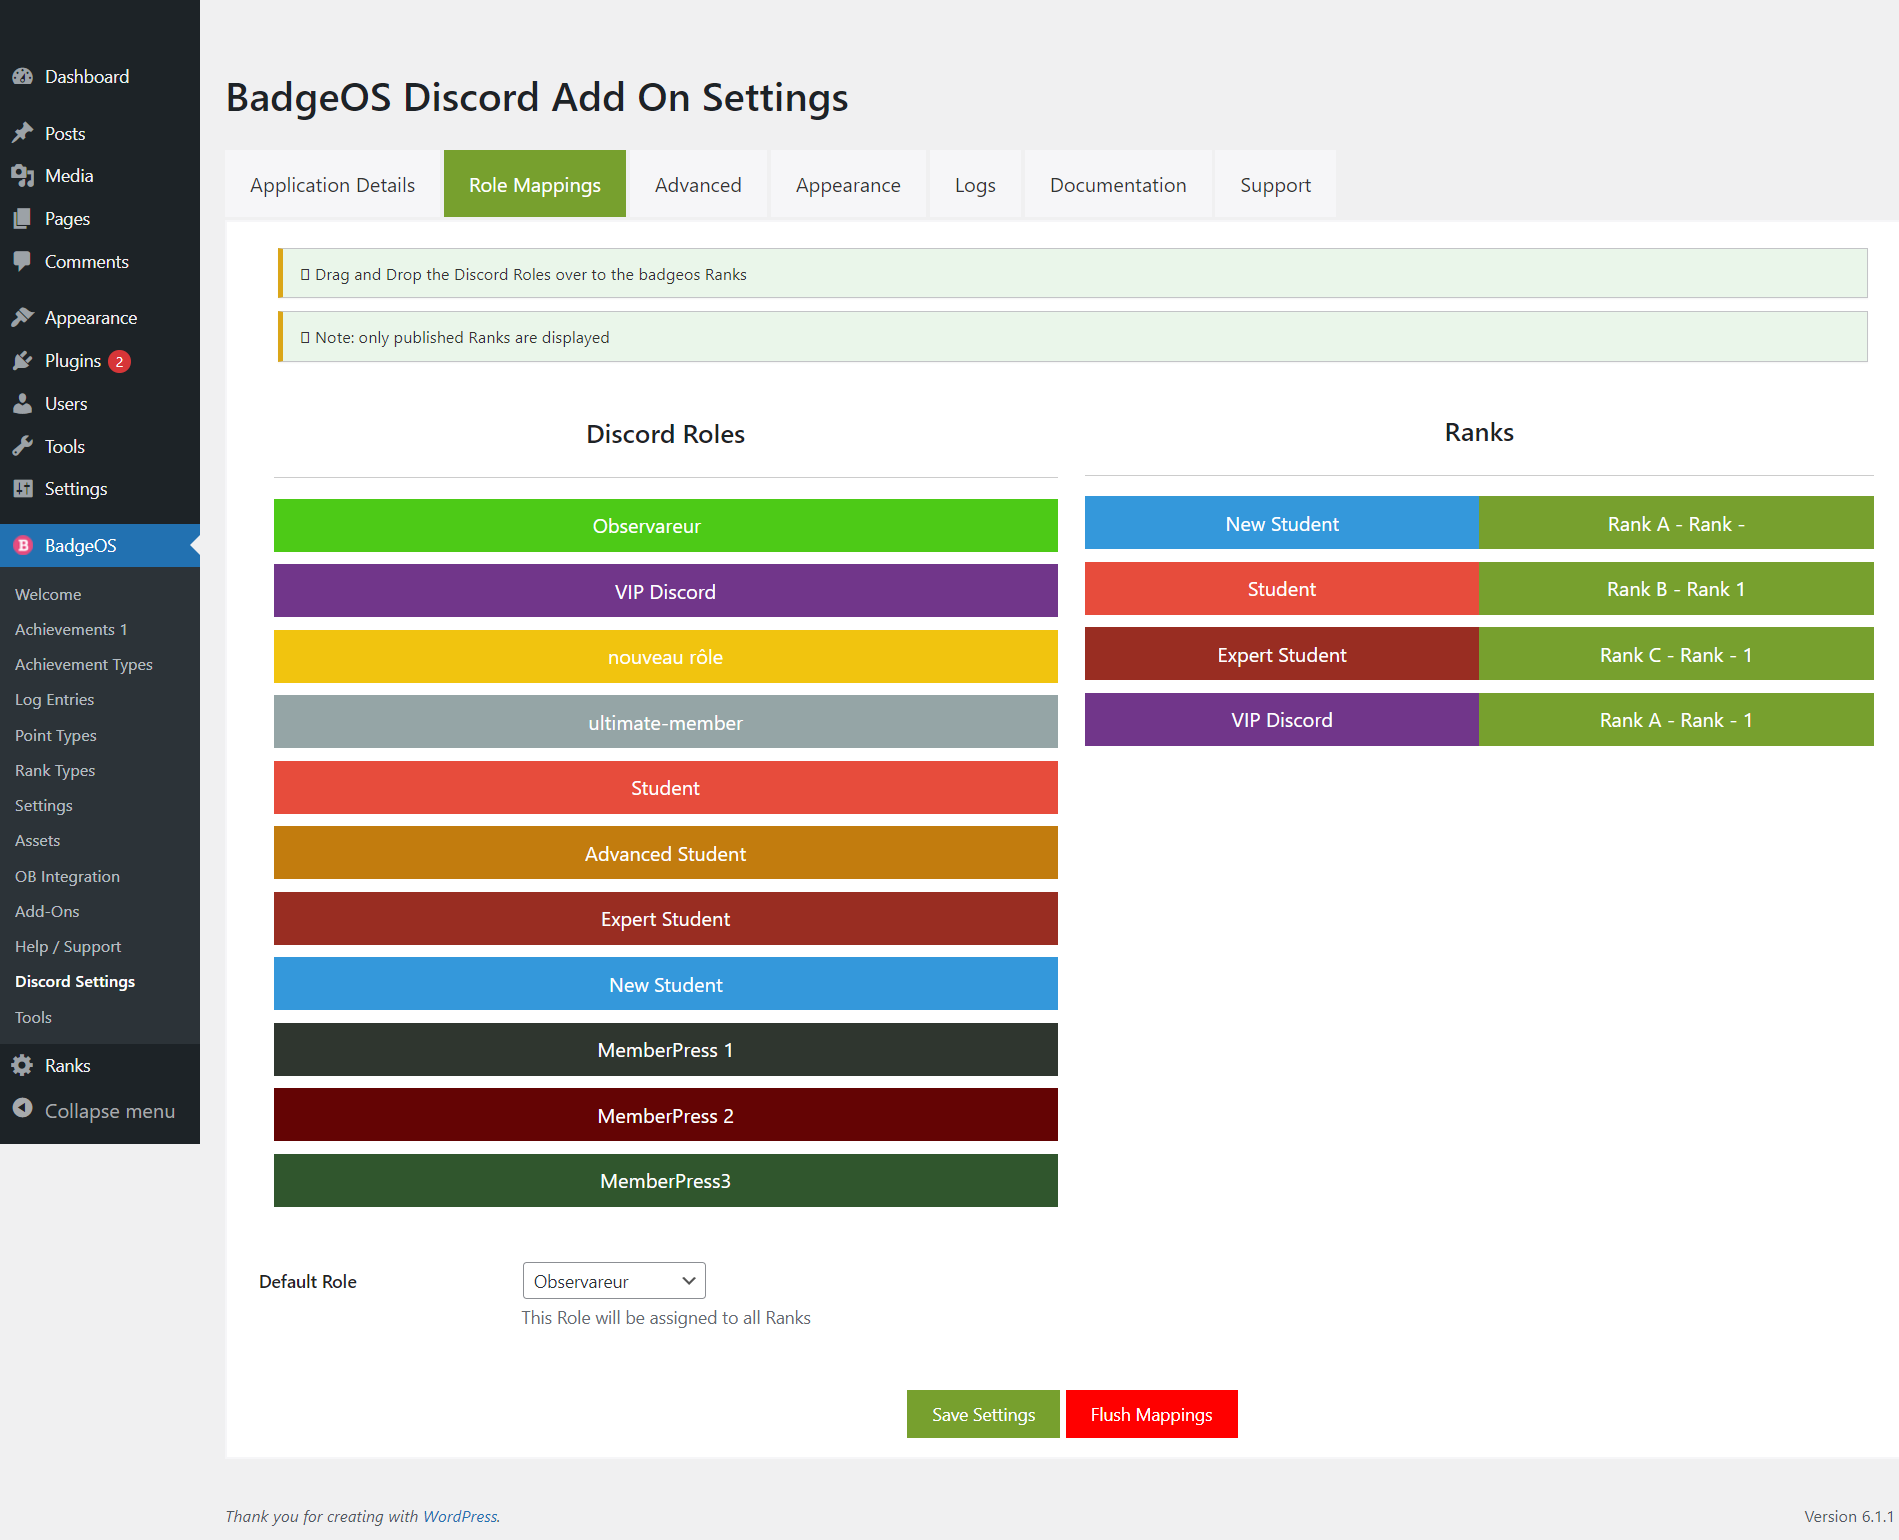 Dashboard
Posts
Media
Pages
Comments
Appearance
Plugins 2
Users
Tools
Settings
BadgeOS
Welcome
Achievements 1
Achievement Types
Log Entries
Point Types
Rank Types
Settings
Assets
OB Integration
Add-Ons
Help / Support
Discord Settings
Tools
Ranks
Collapse menu
BadgeOS Discord Add On Settings
Application Details
Role Mappings
Advanced
Appearance
Logs
Documentation
Support
Drag and Drop the Discord Roles over to the badgeos Ranks
Note: only published Ranks are displayed
Discord Roles
Observareur
VIP Discord
nouveau rôle
ultimate-member
Student
Advanced Student
Expert Student
New Student
MemberPress 1
MemberPress 2
MemberPress3
Ranks
New Student Rank A - Rank -
Student Rank B - Rank 1
Expert Student Rank C - Rank - 1
VIP Discord Rank A - Rank - 1
Default Role
Observareur
This Role will be assigned to all Ranks
Save Settings
Flush Mappings
Thank you for creating with WordPress.
Version 6.1.1